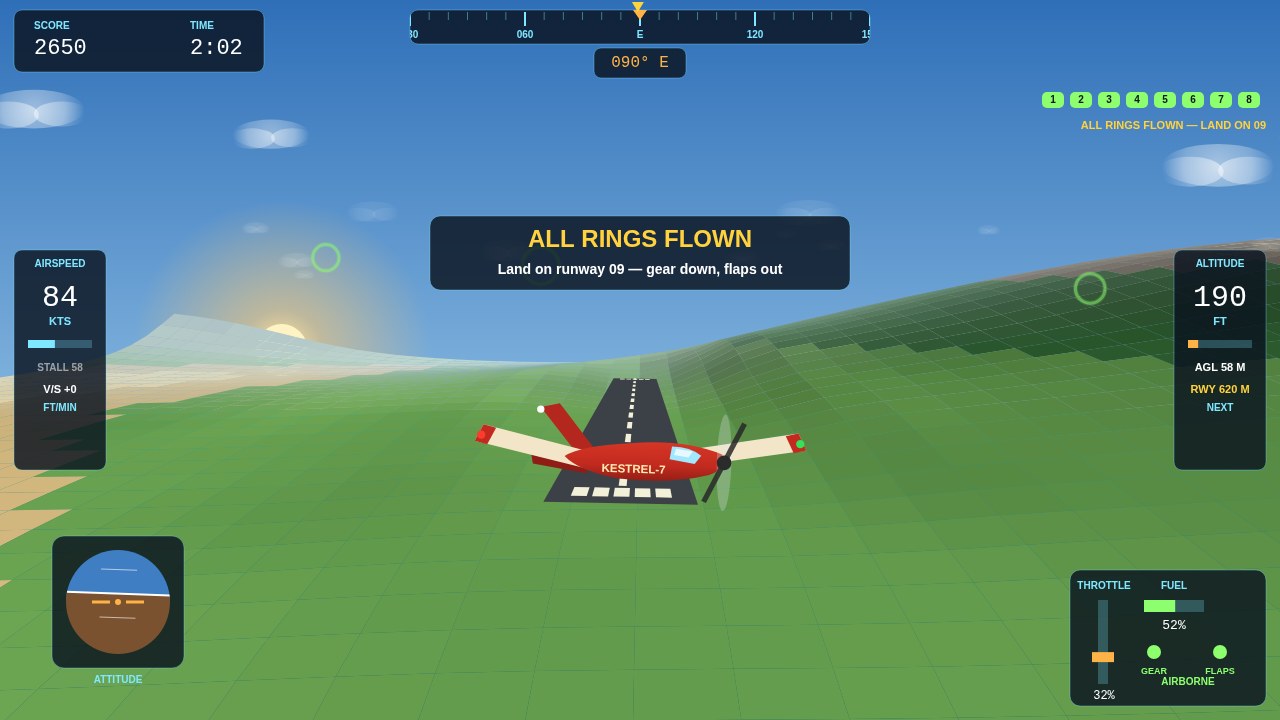 SCORE
2650
TIME
2:02
060
E
120
090° E
1 2 3 4 5 6 7 8
ALL RINGS FLOWN — LAND ON 09
ALL RINGS FLOWN
Land on runway 09 — gear down, flaps out
AIRSPEED
84
KTS
STALL 58
V/S +0
FT/MIN
ALTITUDE
190
FT
AGL 58 M
RWY 620 M
NEXT
KESTREL-7
ATTITUDE
THROTTLE
32%
FUEL
52%
GEAR
FLAPS
AIRBORNE